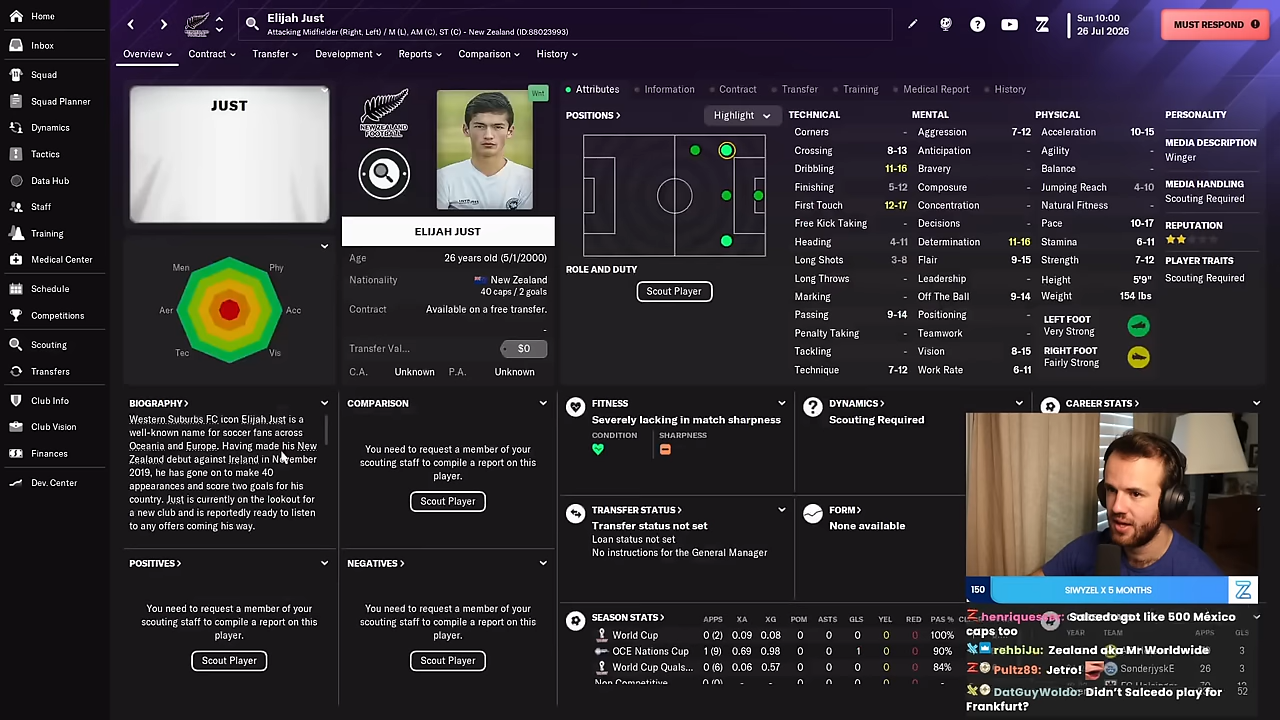 Home
Inbox
Squad
Squad Planner
Dynamics
Tactics
Data Hub
Staff
Training
Medical Center
Schedule
Competitions
Scouting
Transfers
Club Info
Club Vision
Finances
Dev. Center
Elijah Just
Attacking Midfielder (Right, Left) / M (L), AM (C), ST (C) - New Zealand (ID:88023993)
Sun 10:00
26 Jul 2026
MUST RESPOND
Overview
Contract
Transfer
Development
Reports
Comparison
History
JUST
Men
Phy
Aer
Acc
Tec
Vis
NEW ZEALAND
FOOTBALL
Wnt
ELIJAH JUST
Age 26 years old (5/1/2000)
Nationality New Zealand
40 caps / 2 goals
Contract Available on a free transfer.
-
Transfer Val... $0
C.A. Unknown P.A. Unknown
Attributes Information Contract Transfer Training Medical Report History
POSITIONS >
Highlight
ROLE AND DUTY
Scout Player
TECHNICAL
Corners -
Crossing 8-13
Dribbling 11-16
Finishing 5-12
First Touch 12-17
Free Kick Taking -
Heading 4-11
Long Shots 3-8
Long Throws -
Marking -
Passing 9-14
Penalty Taking -
Tackling -
Technique 7-12
MENTAL
Aggression 7-12
Anticipation -
Bravery -
Composure -
Concentration -
Decisions -
Determination 11-16
Flair 9-15
Leadership -
Off The Ball 9-14
Positioning -
Teamwork -
Vision 8-15
Work Rate 6-11
PHYSICAL
Acceleration 10-15
Agility -
Balance -
Jumping Reach 4-10
Natural Fitness -
Pace 10-17
Stamina 6-11
Strength 7-12
Height 5'9"
Weight 154 lbs
LEFT FOOT
Very Strong
RIGHT FOOT
Fairly Strong
PERSONALITY
MEDIA DESCRIPTION
Winger
MEDIA HANDLING
Scouting Required
REPUTATION
PLAYER TRAITS
Scouting Required
BIOGRAPHY >
Western Suburbs FC icon Elijah Just is a
well-known name for soccer fans across
Oceania and Europe. Having made his New
Zealand debut against Ireland in November
2019, he has gone on to make 40
appearances and score two goals for his
country. Just is currently on the lookout for
a new club and is reportedly ready to listen
to any offers coming his way.
COMPARISON
You need to request a member of your
scouting staff to compile a report on this
player.
Scout Player
POSITIVES >
You need to request a member of your
scouting staff to compile a report on this
player.
Scout Player
NEGATIVES >
You need to request a member of your
scouting staff to compile a report on this
player.
Scout Player
FITNESS >
Severely lacking in match sharpness
CONDITION
SHARPNESS
DYNAMICS >
Scouting Required
CAREER STATS >
TRANSFER STATUS >
Transfer status not set
Loan status not set
No instructions for the General Manager
FORM >
None available
SEASON STATS > APPS XA XG POM ASTS GLS YEL RED PAS %
World Cup 0 (2) 0.09 0.08 - - - - 0 100%
OCE Nations Cup 1 (9) 0.69 0.98 - - 1 - 0 90%
World Cup Quals... 0 (6) 0.06 0.57 - - - - 0 84%
150
SIWYZEL X 5 MONTHS
Salcedo got like 500 México
caps too
rehbiJu: Zealand aka Mr Worldwide
Pultz89: Jetro!
DatGuyWoldo: Didn't Salcedo play for
Frankfurt?
YEAR TEAM APPS GLS
3
SønderjyskE 26 3
52